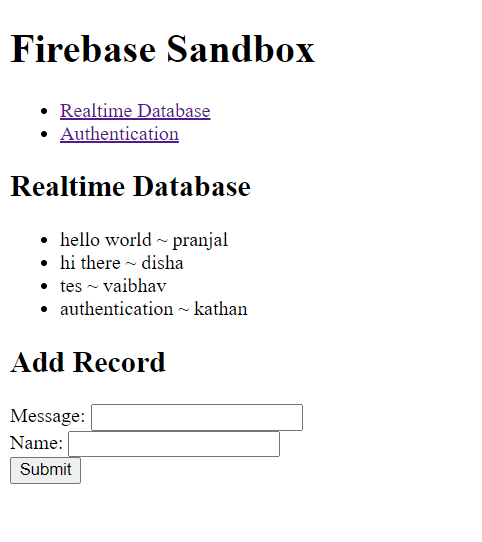 Firebase Sandbox
Realtime Database
Authentication
Realtime Database
hello world ~ pranjal
hi there ~ disha
tes ~ vaibhav
authentication ~ kathan
Add Record
Message:
Name:
Submit